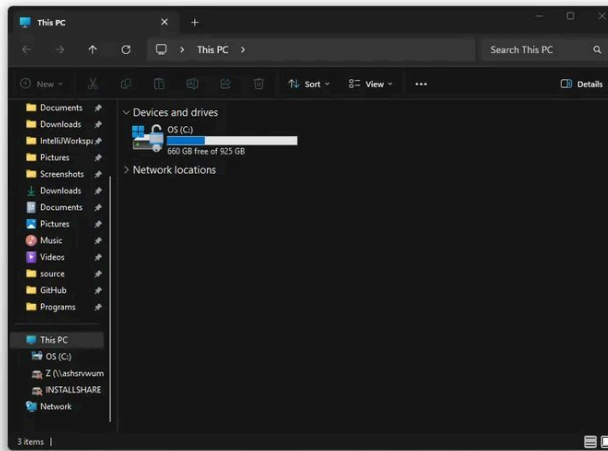 This PC
This PC
Search This PC
New
Sort
View
Details
Documents
Downloads
IntelliJWorkspa
Pictures
Screenshots
Downloads
Documents
Pictures
Music
Videos
source
GitHub
Programs
This PC
OS (C:)
Z (\\ashsrvwum
INSTALLSHARE
Network
Devices and drives
OS (C:)
660 GB free of 925 GB
Network locations
3 items